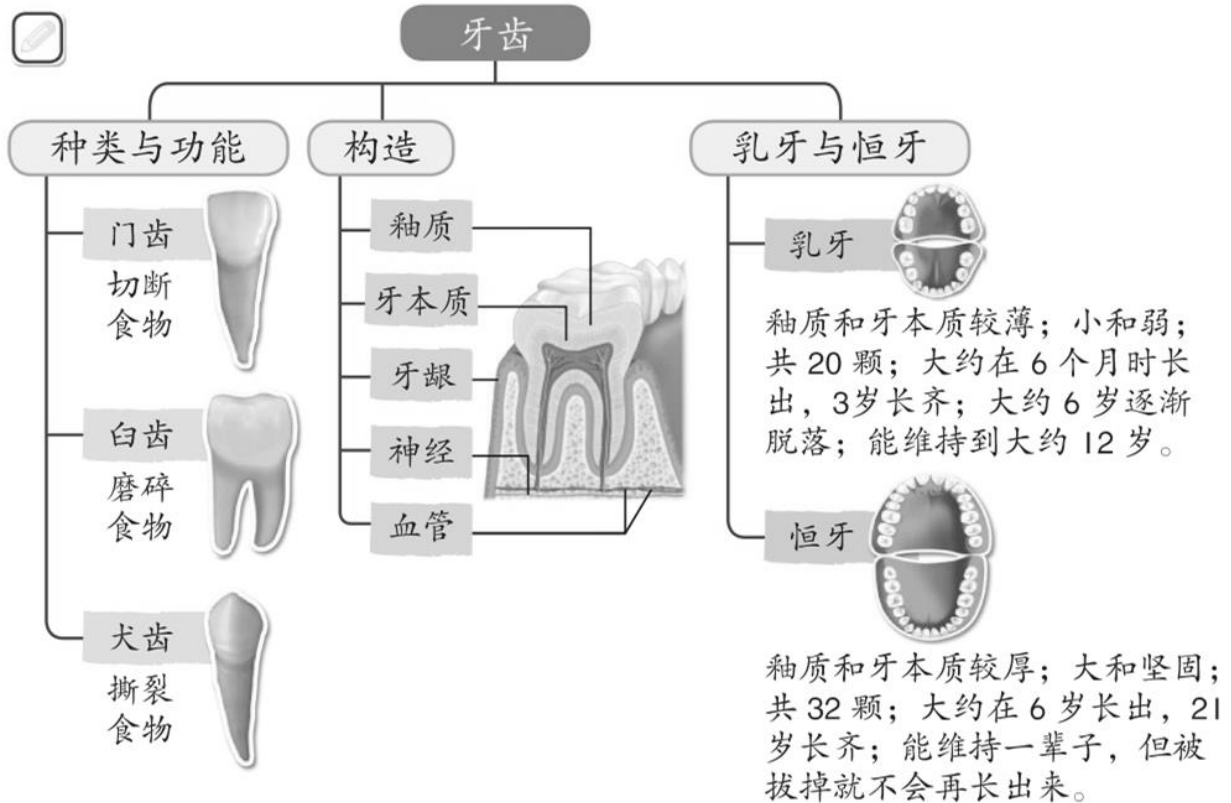 牙齿
种类与功能
门齿
切断
食物
臼齿
磨碎
食物
犬齿
撕裂
食物
构造
釉质
牙本质
牙龈
神经
血管
乳牙与恒牙
乳牙
釉质和牙本质较薄；小和弱；
共 20 颗；大约在 6 个月时长
出，3岁长齐；大约 6 岁逐渐
脱落；能维持到大约 12 岁。
恒牙
釉质和牙本质较厚；大和坚固；
共 32 颗；大约在 6 岁长出，21
岁长齐；能维持一辈子，但被
拔掉就不会再长出来。